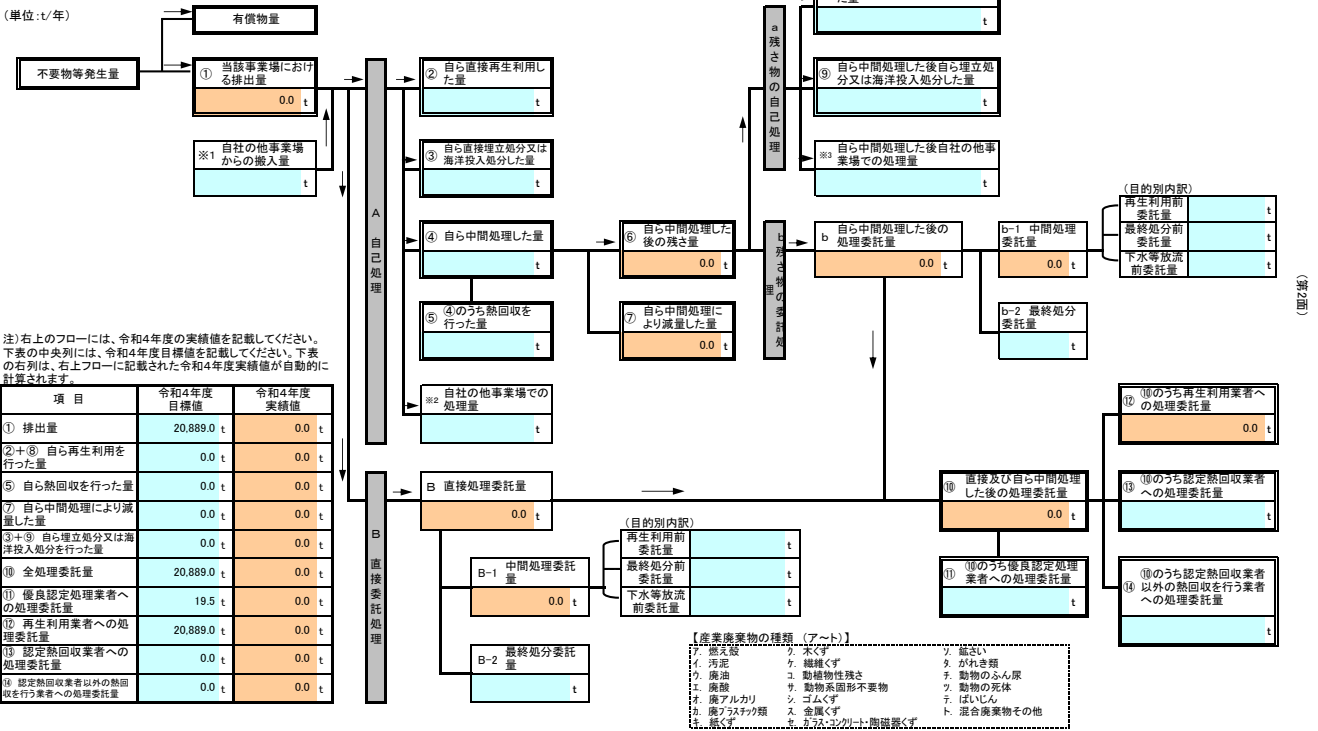 (単位:t/年)
有償物量
不要物等発生量
① 当該事業場におけ
る排出量
0.0 t
※1 自社の他事業場
からの搬入量
t
A 自己処理
② 自ら直接再生利用し
た量
t
③ 自ら直接埋立処分又は
海洋投入処分した量
t
④ 自ら中間処理した量
t
⑤ ④のうち熱回収を
行った量
t
※2 自社の他事業場での
処理量
t
⑥ 自ら中間処理した
後の残さ量
0.0 t
⑦ 自ら中間処理に
より減量した量
0.0 t
a 残さ物の自己処理
た量
t
⑨ 自ら中間処理した後自ら埋立処
分又は海洋投入処分した量
t
※3 自ら中間処理した後自社の他事
業場での処理量
t
b 残さ物の委託処理
b 自ら中間処理した後の
処理委託量
0.0 t
b-1 中間処理
委託量
0.0 t
(目的別内訳)
再生利用前
委託量
t
最終処分前
委託量
t
下水等放流
前委託量
t
b-2 最終処分
委託量
t
(第2面)
注)右上のフローには、令和4年度の実績値を記載してください。
下表の中央列には、令和4年度目標値を記載してください。下表
の右列は、右上フローに記載された令和4年度実績値が自動的に
計算されます。
項 目 令和4年度目標値 令和4年度実績値
① 排出量 20,889.0 t 0.0 t
②+⑧ 自ら再生利用を
行った量 0.0 t 0.0 t
⑤ 自ら熱回収を行った量 0.0 t 0.0 t
⑦ 自ら中間処理により減
量した量 0.0 t 0.0 t
③+⑨ 自ら埋立処分又は海
洋投入処分を行った量 0.0 t 0.0 t
⑩ 全処理委託量 20,889.0 t 0.0 t
⑪ 優良認定処理業者へ
の処理委託量 19.5 t 0.0 t
⑫ 再生利用業者への処
理委託量 20,889.0 t 0.0 t
⑬ 認定熱回収業者への
処理委託量 0.0 t 0.0 t
⑭ 認定熱回収業者以外の熱回
収を行う業者への処理委託量 0.0 t 0.0 t
B 直接委託処理
B 直接処理委託量
0.0 t
B-1 中間処理委託
量
0.0 t
(目的別内訳)
再生利用前
委託量
t
最終処分前
委託量
t
下水等放流
前委託量
t
B-2 最終処分委託
量
t
⑩ 直接及び自ら中間処理
した後の処理委託量
0.0 t
⑪ ⑩のうち優良認定処理
業者への処理委託量
t
⑫ ⑩のうち再生利用業者へ
の処理委託量
0.0 t
⑬ ⑩のうち認定熱回収業者
への処理委託量
t
⑭ ⑩のうち認定熱回収業者
以外の熱回収を行う業者
への処理委託量
t
【産業廃棄物の種類 (ア~ト)】
ア. 燃え殻 ク. 木くず ソ. 鉱さい
イ. 汚泥 ケ. 繊維くず タ. がれき類
ウ. 廃油 コ. 動植物性残さ チ. 動物のふん尿
エ. 廃酸 サ. 動物系固形不要物 ツ. 動物の死体
オ. 廃アルカリ シ. ゴムくず テ. ばいじん
カ. 廃プラスチック類 ス. 金属くず ト. 混合廃棄物その他
キ. 紙くず セ. ガラス・コンクリート・陶磁器くず